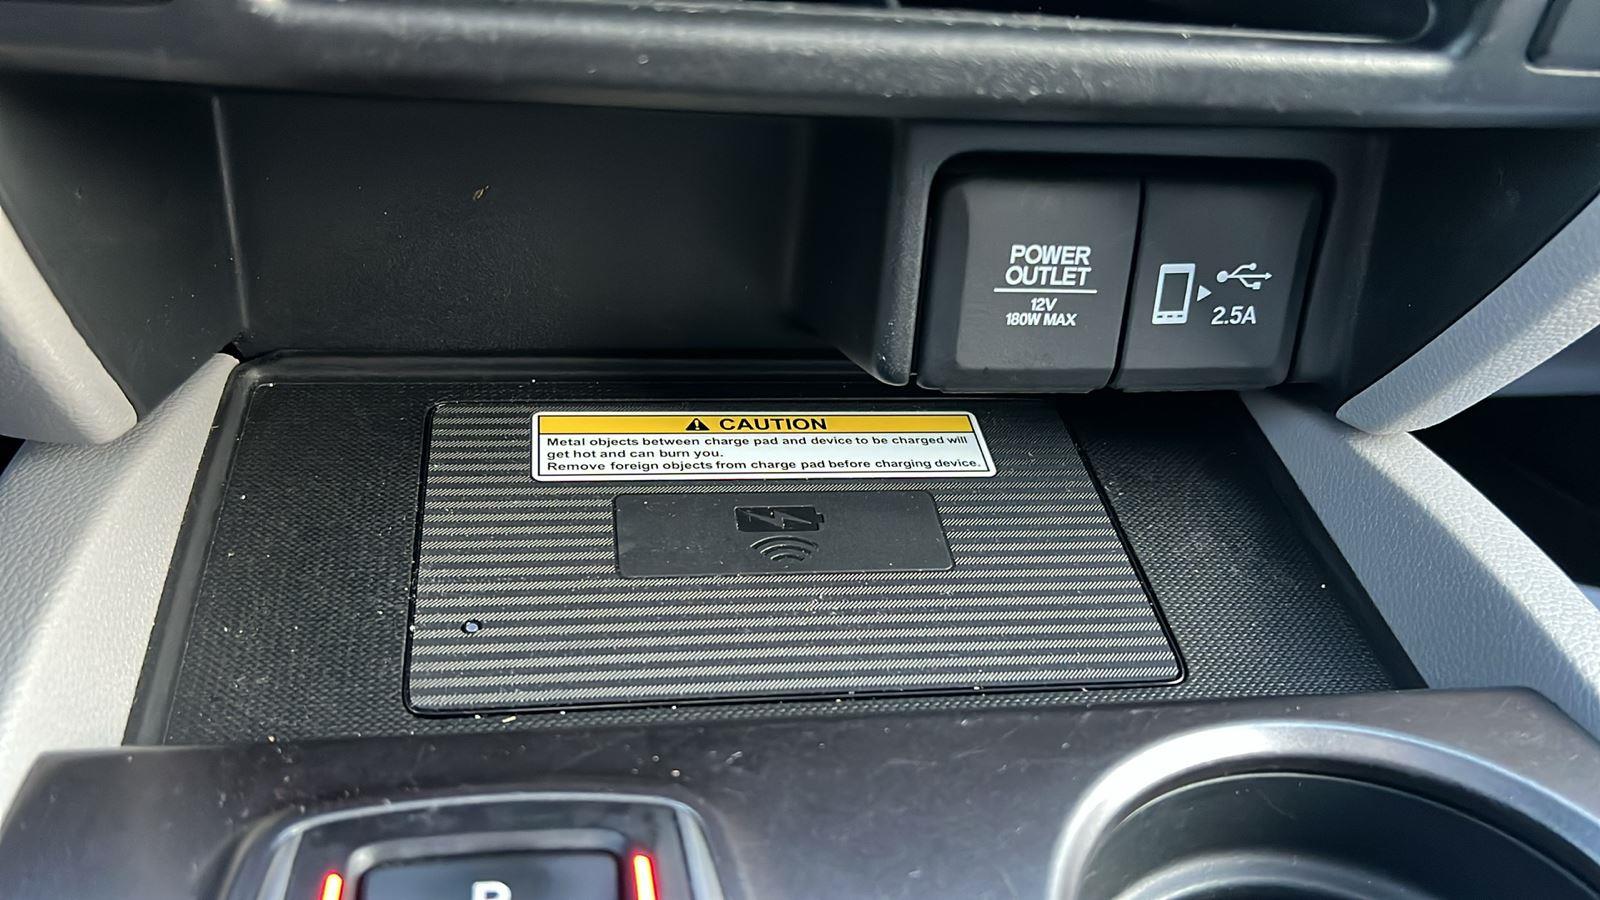 POWER
OUTLET
12V
180W MAX
2.5A
CAUTION
Metal objects between charge pad and device to be charged will
get hot and can burn you.
Remove foreign objects from charge pad before charging device.